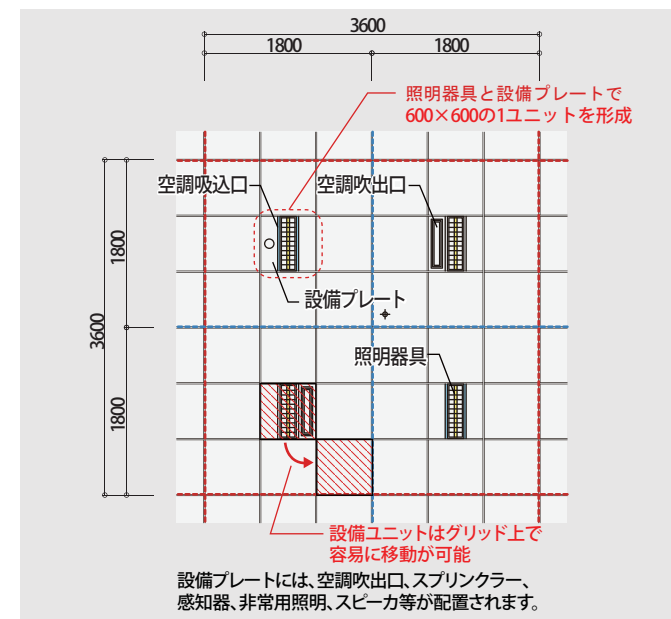 3600
1800
1800
照明器具と設備プレートで
600×600の1ユニットを形成
空調吸込口
空調吹出口
1800
設備プレート
3600
照明器具
1800
設備ユニットはグリッド上で
容易に移動が可能
設備プレートには、空調吹出口、スプリンクラー、
感知器、非常用照明、スピーカ等が配置されます。